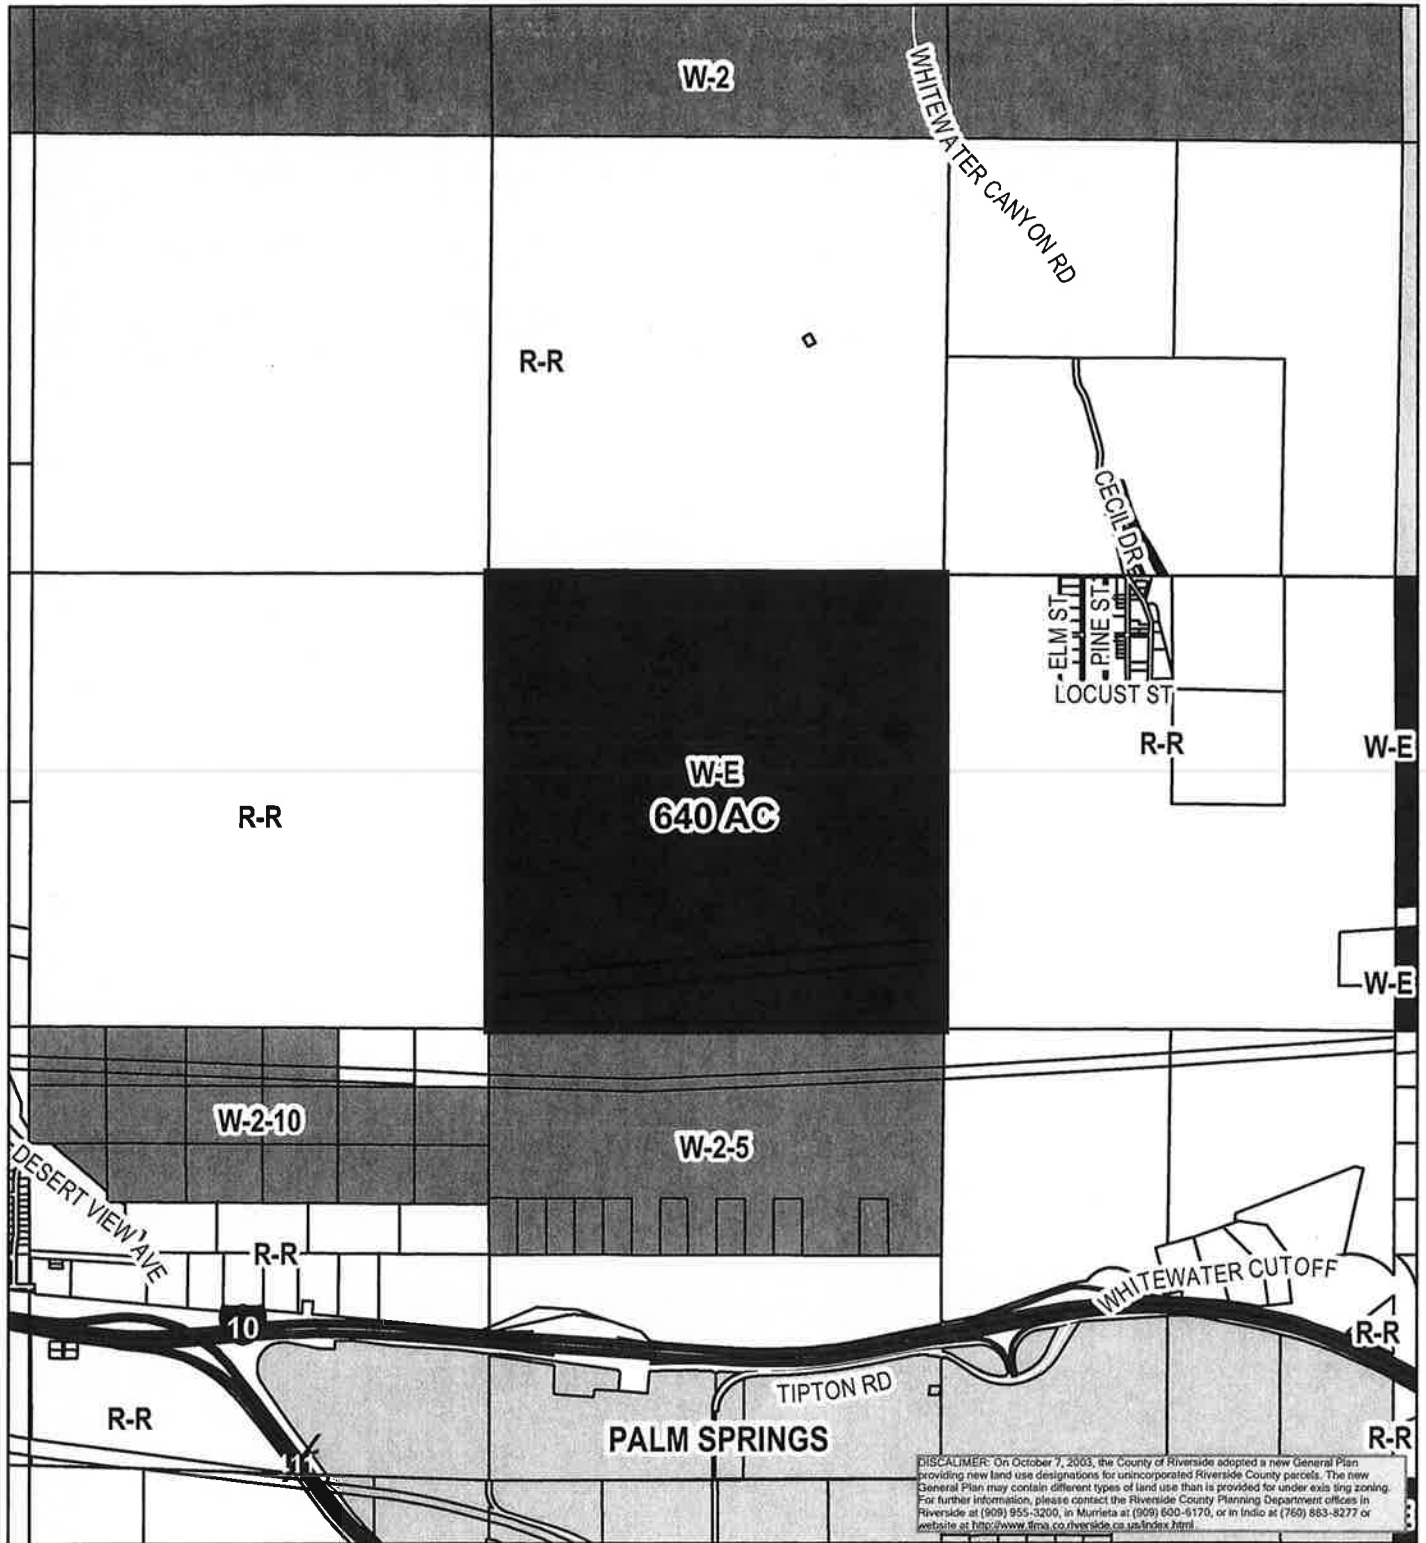 W-2
WHITEWATER CANYON RD
R-R
CECIL DR
ELM ST
PINE ST
LOCUST ST
R-R
W-E
W-E
640 AC
R-R
W-E
W-2-10
W-2-5
DESERT VIEW AVE
R-R
WHITEWATER CUTOFF
10
R-R
TIPTON RD
R-R
PALM SPRINGS
R-R
111
DISCALIMER: On October 7, 2003, the County of Riverside adopted a new General Plan
providing new land use designations for unincorporated Riverside County parcels. The new
General Plan may contain different types of land use than is provided for under exis ting zoning.
For further information, please contact the Riverside County Planning Department offices in
Riverside at (909) 955-3200, in Murrieta at (909) 600-6170, or in Indio at (760) 863-8277 or
website at http://www.tlma.co.riverside.ca.us/index.html